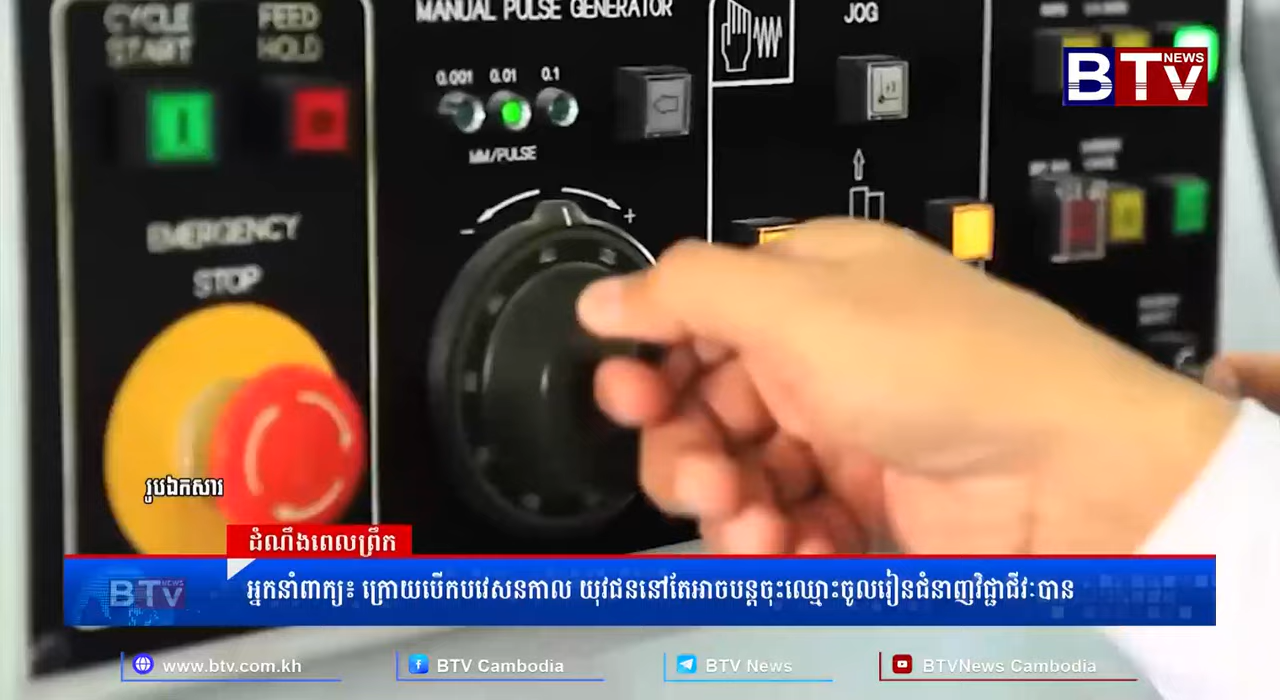 CYCLE START
FEED HOLD
MANUAL PULSE GENERATOR
JOG
0.001 0.01 0.1
MM/PULSE
- +
EMERGENCY
STOP
BTV NEWS
រូបឯកសារ
ដំណឹងពេលព្រឹក
BTV NEWS
អ្នកនាំពាក្យ៖ ក្រោយបើកបវេសនកាល យុវជននៅតែអាចបន្តចុះឈ្មោះចូលរៀនជំនាញវិជ្ជាជីវៈបាន
www.btv.com.kh
BTV Cambodia
BTV News
BTVNews Cambodia